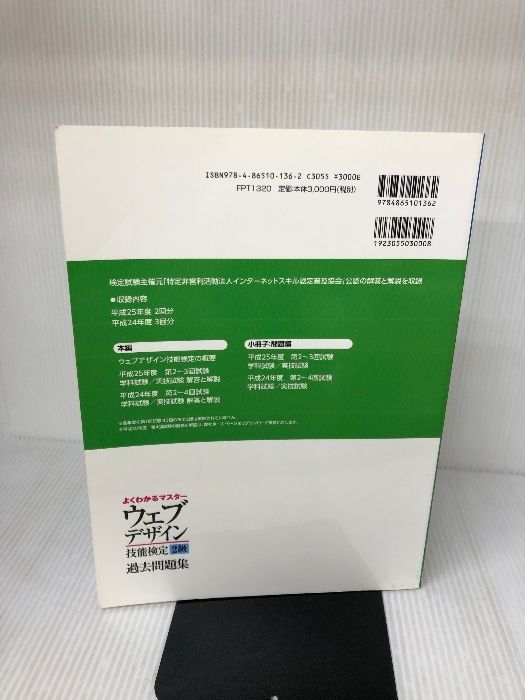 ISBN978-4-86510-136-2 C3055 ¥3000E
FPT1320 定価:本体3,000円(税別)
9784865101362
1923055030008
検定試験主催元「特定非営利活動法人インターネットスキル認定普及協会」公認の解答と解説を収録
●収録内容
平成25年度 2回分
平成24年度 3回分
本編
ウェブデザイン技能検定の概要
平成25年度 第2~3回試験
学科試験/実技試験 解答と解説
平成24年度 第2~4回試験
学科試験/実技試験 解答と解説
小冊子:問題編
平成25年度 第2~3回試験
学科試験/実技試験
平成24年度 第2~4回試験
学科試験/実技試験
よくわかるマスター
ウェブ
デザイン
技能検定 2級
過去問題集